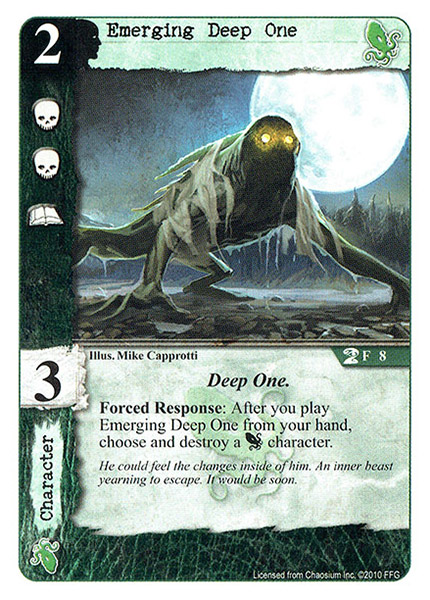 2
Emerging Deep One
Illus. Mike Capprotti
F 8
3
Deep One.
Forced Response: After you play
Emerging Deep One from your hand,
choose and destroy a character.
He could feel the changes inside of him. An inner beast
yearning to escape. It would be soon.
Character
Licensed from Chaosium Inc. ©2010 FFG